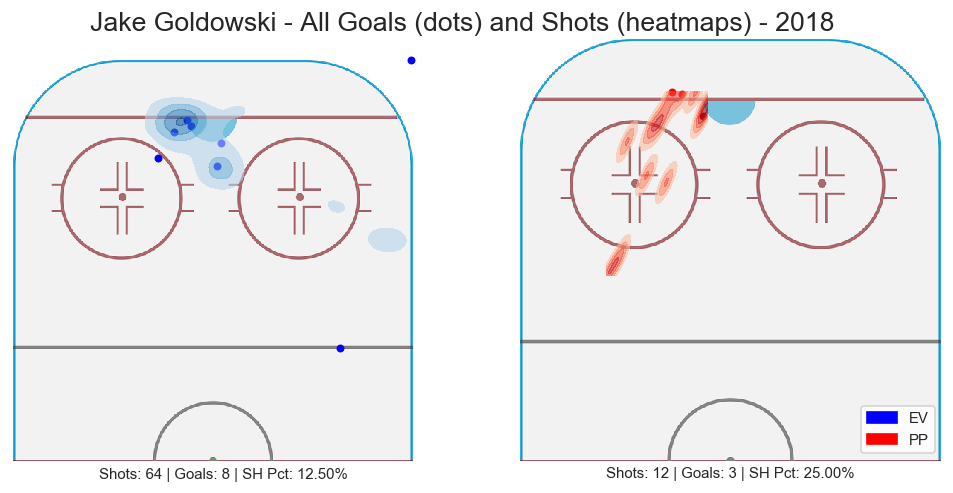 Jake Goldowski - All Goals (dots) and Shots (heatmaps) - 2018
EV
PP
Shots: 64 | Goals: 8 | SH Pct: 12.50%
Shots: 12 | Goals: 3 | SH Pct: 25.00%